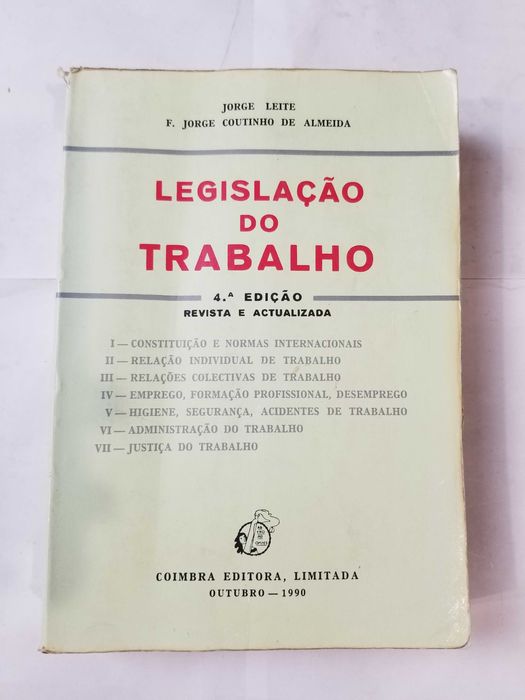 JORGE LEITE
F. JORGE COUTINHO DE ALMEIDA
LEGISLAÇÃO
DO
TRABALHO
4.ª EDIÇÃO
REVISTA E ACTUALIZADA
I — CONSTITUIÇÃO E NORMAS INTERNACIONAIS
II — RELAÇÃO INDIVIDUAL DE TRABALHO
III — RELAÇÕES COLECTIVAS DE TRABALHO
IV — EMPREGO, FORMAÇÃO PROFISSIONAL, DESEMPREGO
V — HIGIENE, SEGURANÇA, ACIDENTES DE TRABALHO
VI — ADMINISTRAÇÃO DO TRABALHO
VII — JUSTIÇA DO TRABALHO
COIMBRA EDITORA, LIMITADA
OUTUBRO — 1990